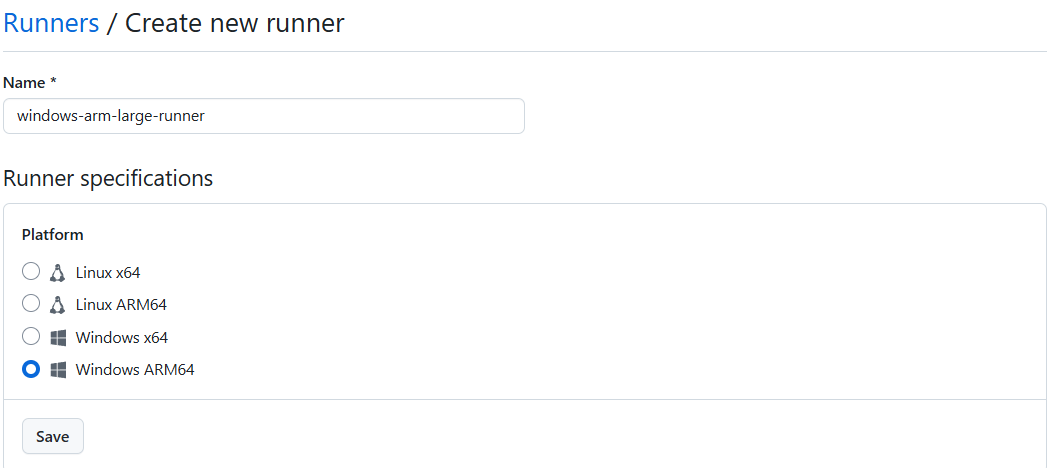 Runners / Create new runner
Name *
windows-arm-large-runner
Runner specifications
Platform
Linux x64
Linux ARM64
Windows x64
Windows ARM64
Save